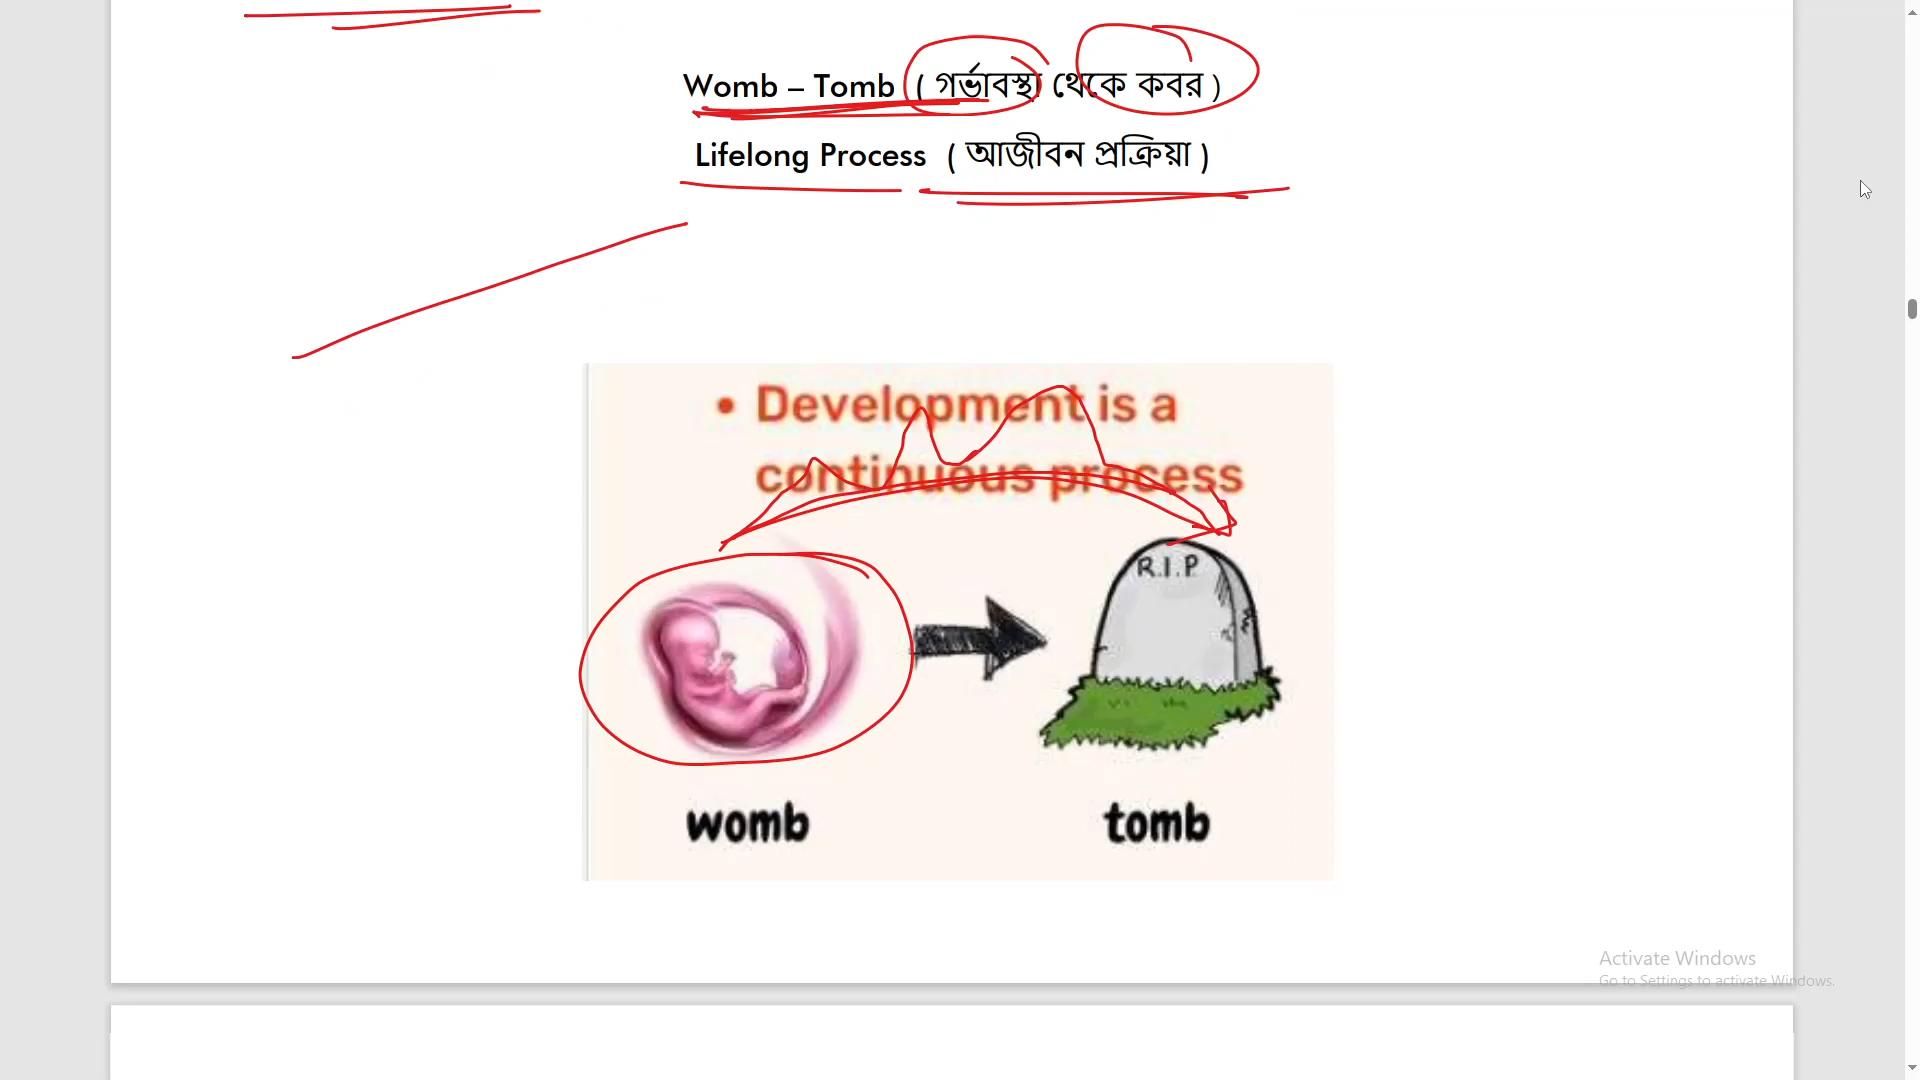 Womb – Tomb ( গর্ভাবস্থা থেকে কবর )
Lifelong Process ( আজীবন প্রক্রিয়া )
• Development is a
continuous process
R.I.P
womb
tomb
Activate Windows
Go to Settings to activate Windows.